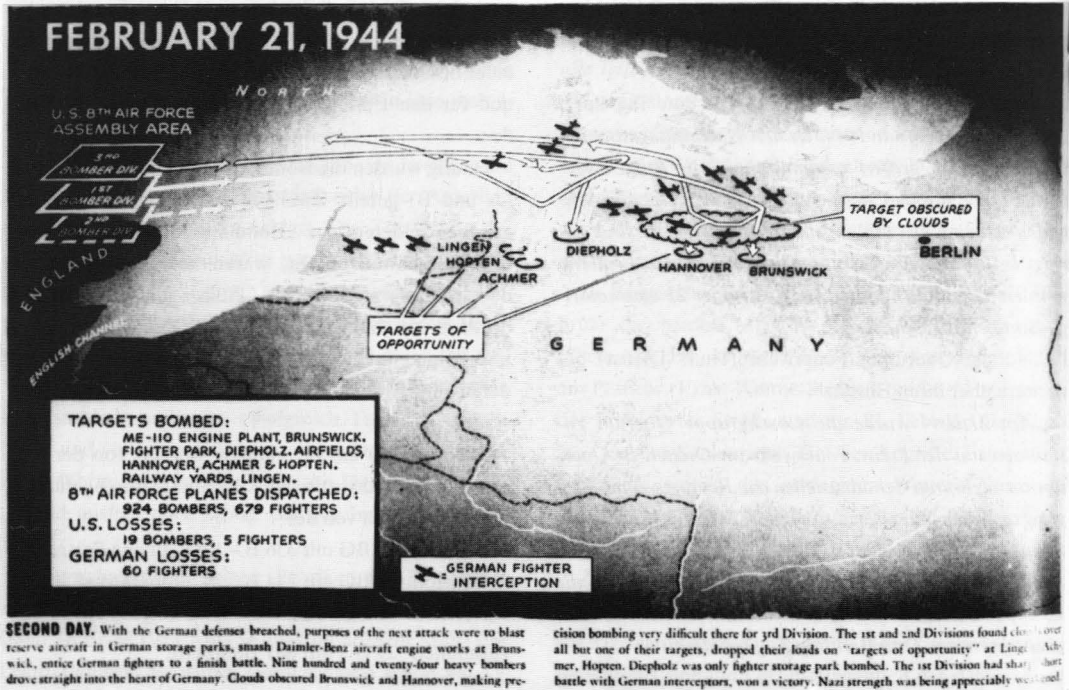 FEBRUARY 21, 1944
NORTH
U.S. 8TH AIR FORCE
ASSEMBLY AREA
3RD
BOMBER DIV.
1ST
BOMBER DIV.
2ND
BOMBER DIV.
ENGLAND
ENGLISH CHANNEL
LINGEN
HOPTEN
ACHMER
DIEPHOLZ
HANNOVER
BRUNSWICK
TARGET OBSCURED
BY CLOUDS
BERLIN
TARGETS OF
OPPORTUNITY
GERMANY
TARGETS BOMBED:
ME-110 ENGINE PLANT, BRUNSWICK.
FIGHTER PARK, DIEPHOLZ. AIRFIELDS,
HANNOVER, ACHMER & HOPTEN.
RAILWAY YARDS, LINGEN.
8TH AIR FORCE PLANES DISPATCHED:
924 BOMBERS, 679 FIGHTERS
U.S. LOSSES:
19 BOMBERS, 5 FIGHTERS
GERMAN LOSSES:
60 FIGHTERS
= GERMAN FIGHTER
INTERCEPTION
SECOND DAY. With the German defenses breached, purposes of the next attack were to blast
reserve aircraft in German storage parks, smash Daimler-Benz aircraft engine works at Bruns-
wick, entice German fighters to a finish battle. Nine hundred and twenty-four heavy bombers
drove straight into the heart of Germany. Clouds obscured Brunswick and Hannover, making pre-
cision bombing very difficult there for 3rd Division. The 1st and 2nd Divisions found cloud over
all but one of their targets, dropped their loads on "targets of opportunity" at Lingen, Ach-
mer, Hopten. Diepholz was only fighter storage park bombed. The 1st Division had sharp, short
battle with German interceptors, won a victory. Nazi strength was being appreciably weakened.